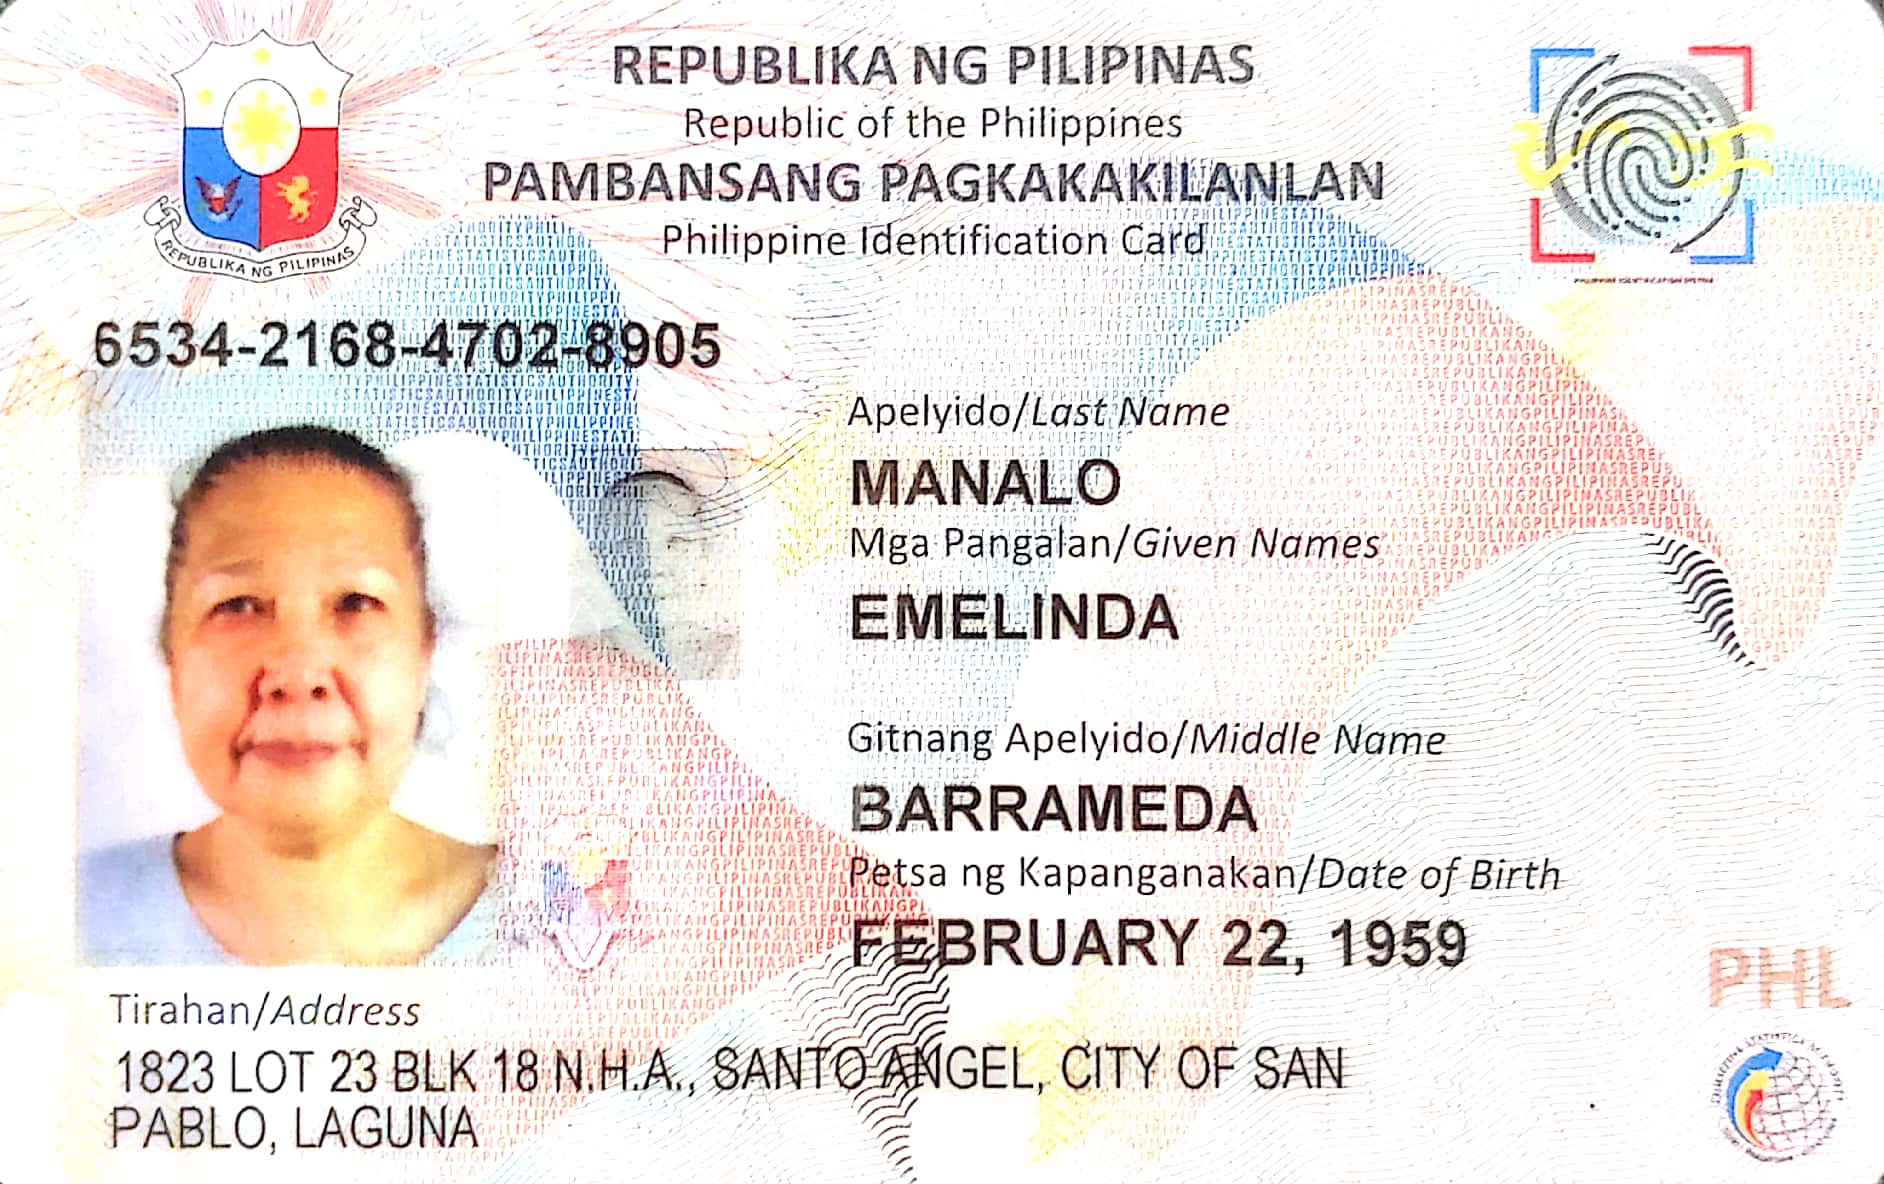 REPUBLIKA NG PILIPINAS
Republic of the Philippines
PAMBANSANG PAGKAKAKILANLAN
Philippine Identification Card
REPUBLIKA NG PILIPINAS
PHILIPPINE IDENTIFICATION SYSTEM
6534-2168-4702-8905
Apelyido/Last Name
MANALO
Mga Pangalan/Given Names
EMELINDA
Gitnang Apelyido/Middle Name
BARRAMEDA
Petsa ng Kapanganakan/Date of Birth
FEBRUARY 22, 1959
PHL
Tirahan/Address
1823 LOT 23 BLK 18 N.H.A., SANTO ANGEL, CITY OF SAN
PABLO, LAGUNA